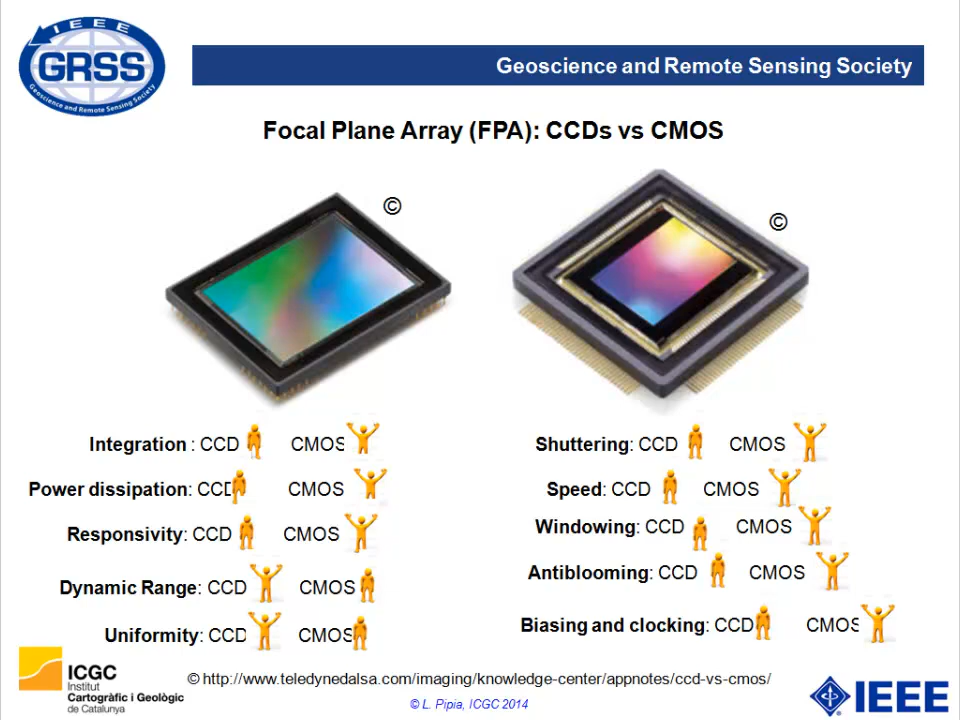 IEEE
GRSS
Geoscience and Remote Sensing Society
Geoscience and Remote Sensing Society
Focal Plane Array (FPA): CCDs vs CMOS
©
©
Integration : CCD CMOS
Power dissipation: CCD CMOS
Responsivity: CCD CMOS
Dynamic Range: CCD CMOS
Uniformity: CCD CMOS
Shuttering: CCD CMOS
Speed: CCD CMOS
Windowing: CCD CMOS
Antiblooming: CCD CMOS
Biasing and clocking: CCD CMOS
ICGC
Institut
Cartogràfic i Geològic
de Catalunya
© http://www.teledynedalsa.com/imaging/knowledge-center/appnotes/ccd-vs-cmos/
© L. Pipia, ICGC 2014
IEEE